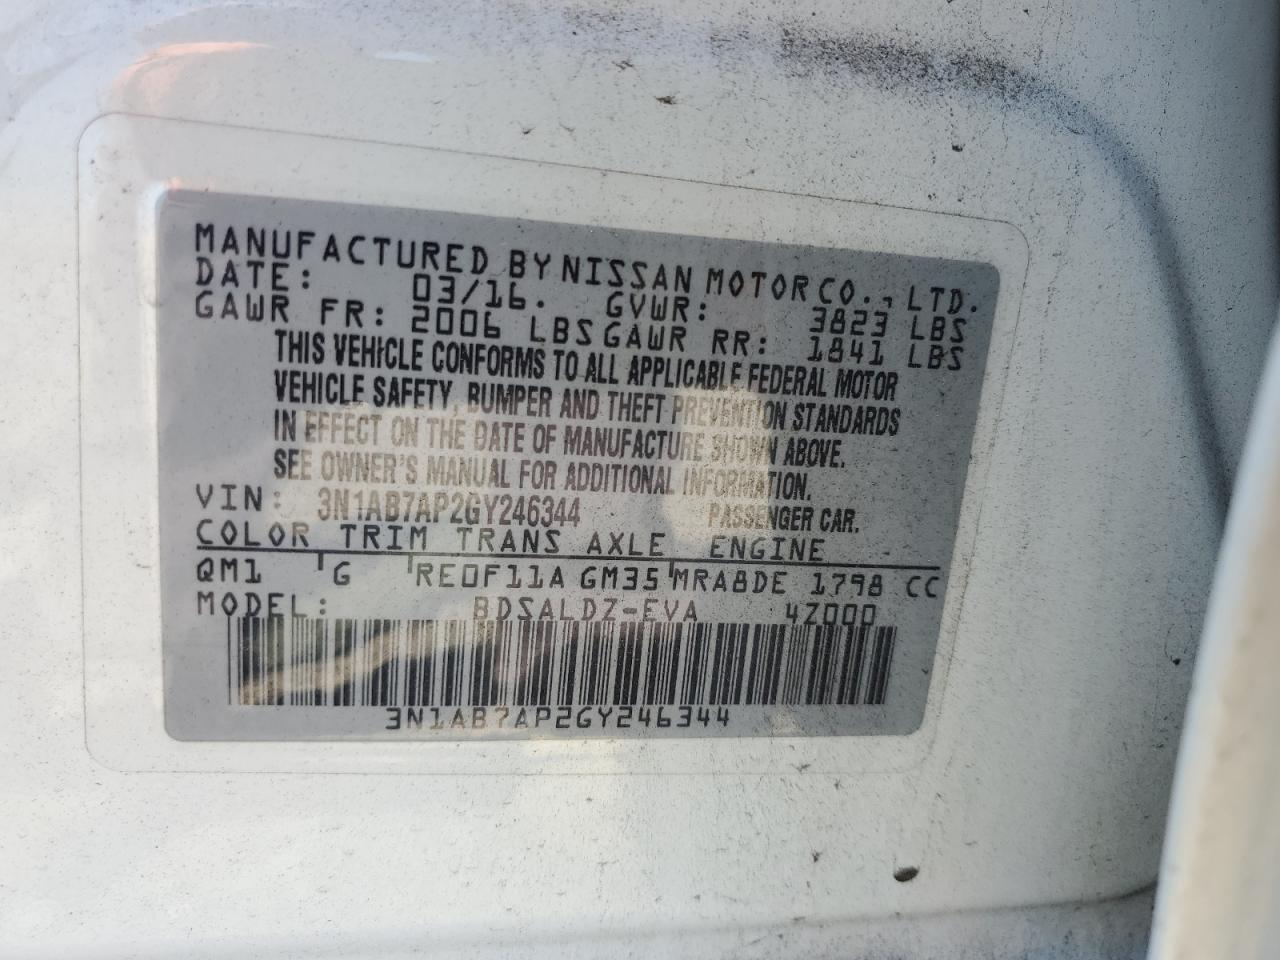 MANUFACTURED BY NISSAN MOTOR CO., LTD.
DATE: 03/16. GVWR: 3823 LBS
GAWR FR: 2006 LBS GAWR RR: 1841 LBS
THIS VEHICLE CONFORMS TO ALL APPLICABLE FEDERAL MOTOR
VEHICLE SAFETY, BUMPER AND THEFT PREVENTION STANDARDS
IN EFFECT ON THE DATE OF MANUFACTURE SHOWN ABOVE.
SEE OWNER'S MANUAL FOR ADDITIONAL INFORMATION.
VIN: 3N1AB7AP2GY246344 PASSENGER CAR.
COLOR TRIM TRANS AXLE ENGINE
QM1 G RE0F11A GM35 MRA8DE 1798 CC
MODEL: BDSALDZ-EVA 4Z000
3N1AB7AP2GY246344